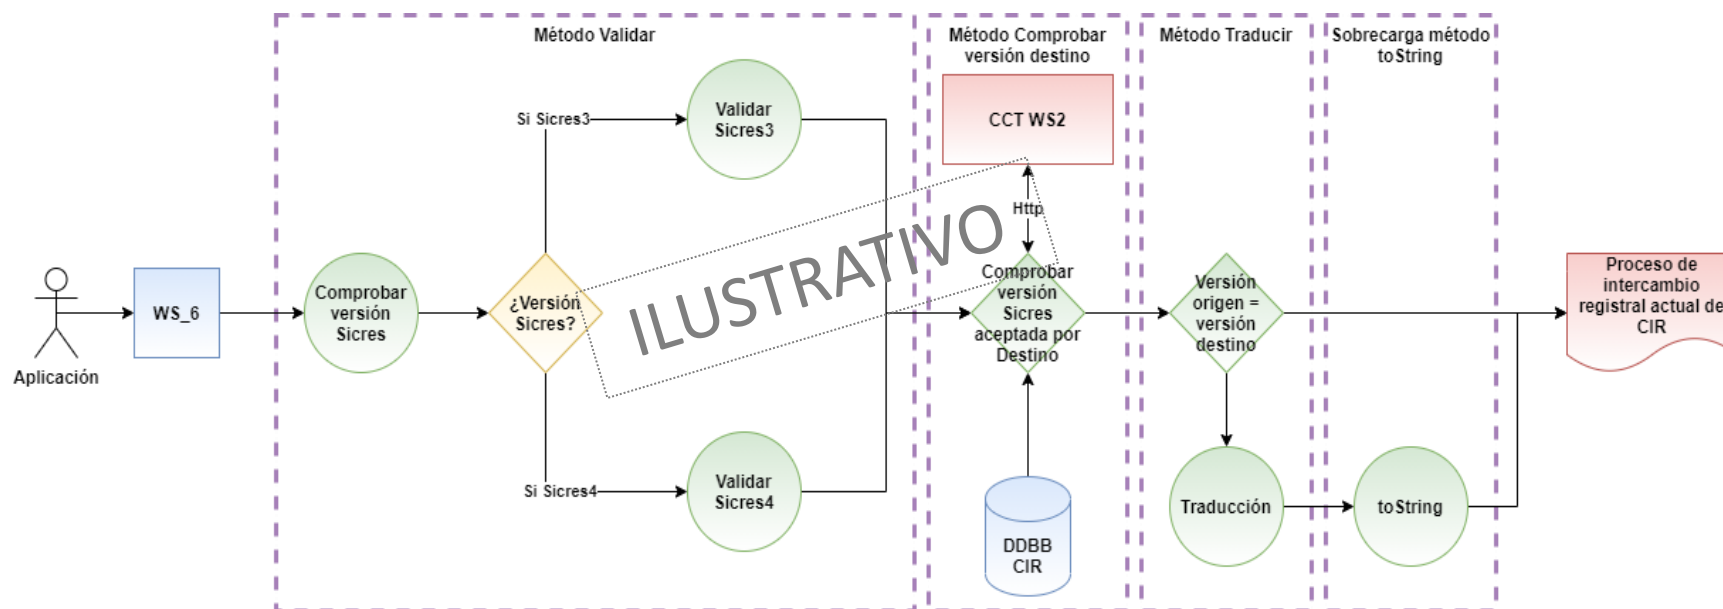 Método Validar
Método Comprobar
versión destino
Método Traducir
Sobrecarga método
toString
Si Sicres3
Validar
Sicres3
CCT WS2
Http
ILUSTRATIVO
Aplicación
WS_6
Comprobar
versión
Sicres
¿Versión
Sicres?
Comprobar
versión
Sicres
aceptada por
Destino
Versión
origen =
versión
destino
Proceso de
intercambio
registral actual de
CIR
Si Sicres4
Validar
Sicres4
DDBB
CIR
Traducción
toString